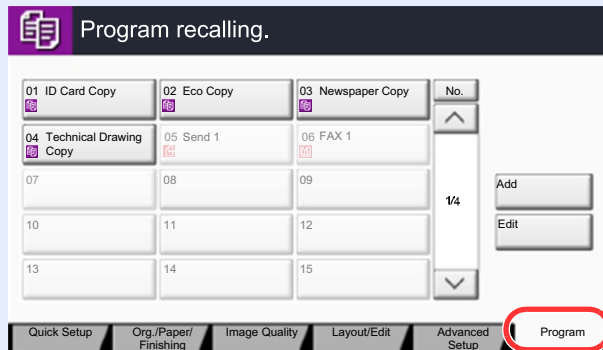 Program recalling.
01 ID Card Copy
02 Eco Copy
03 Newspaper Copy
No.
04 Technical Drawing
Copy
05 Send 1
06 FAX 1
07
08
09
1/4
Add
10
11
12
Edit
13
14
15
Quick Setup
Org./Paper/
Finishing
Image Quality
Layout/Edit
Advanced
Setup
Program